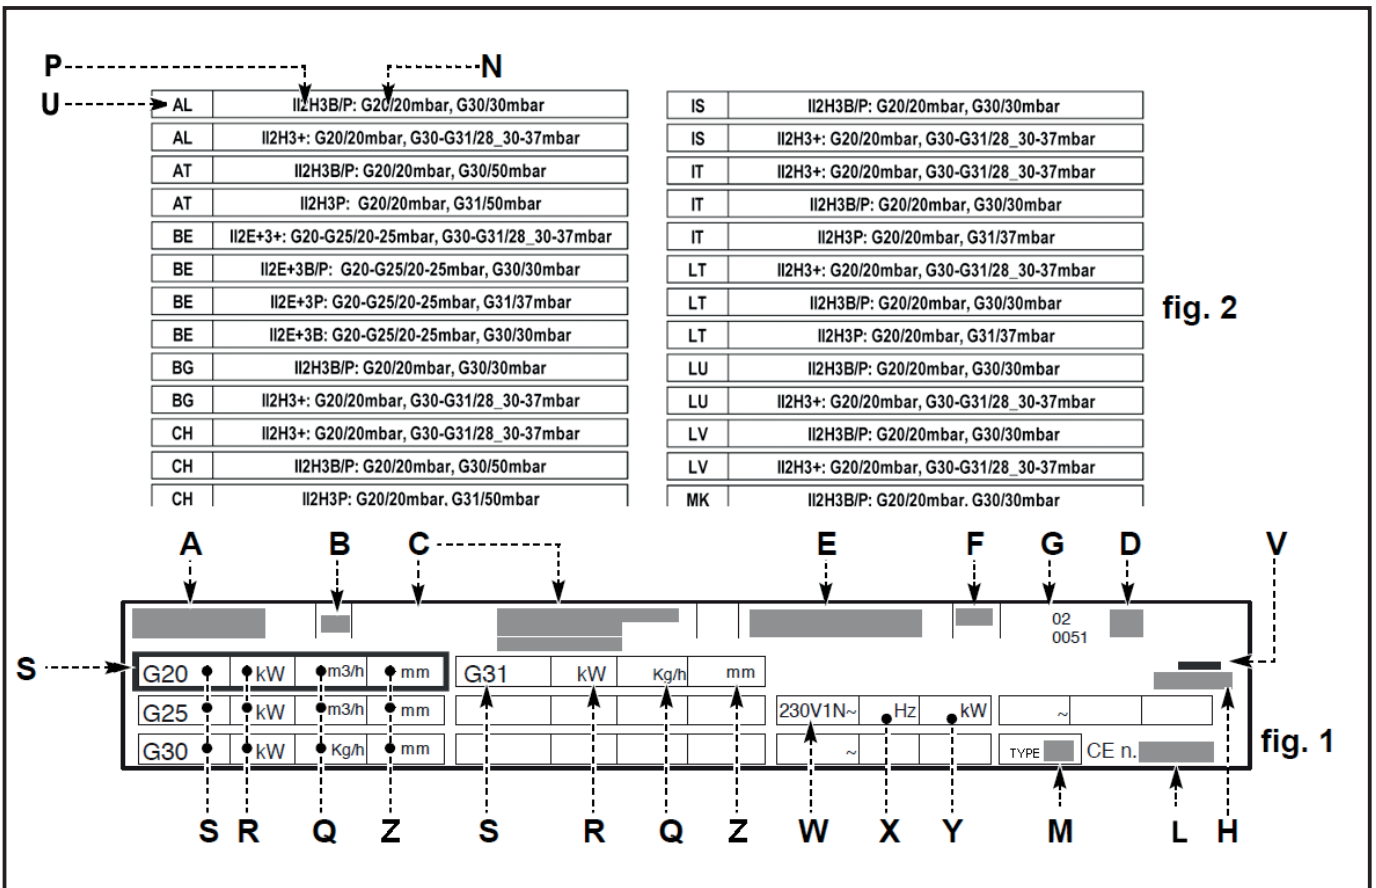 P N
U
AL II2H3B/P: G20/20mbar, G30/30mbar
AL II2H3+: G20/20mbar, G30-G31/28_30-37mbar
AT II2H3B/P: G20/20mbar, G30/50mbar
AT II2H3P: G20/20mbar, G31/50mbar
BE II2E+3+: G20-G25/20-25mbar, G30-G31/28_30-37mbar
BE II2E+3B/P: G20-G25/20-25mbar, G30/30mbar
BE II2E+3P: G20-G25/20-25mbar, G31/37mbar
BE II2E+3B: G20-G25/20-25mbar, G30/30mbar
BG II2H3B/P: G20/20mbar, G30/30mbar
BG II2H3+: G20/20mbar, G30-G31/28_30-37mbar
CH II2H3+: G20/20mbar, G30-G31/28_30-37mbar
CH II2H3B/P: G20/20mbar, G30/50mbar
CH II2H3P: G20/20mbar, G31/50mbar
IS II2H3B/P: G20/20mbar, G30/30mbar
IS II2H3+: G20/20mbar, G30-G31/28_30-37mbar
IT II2H3+: G20/20mbar, G30-G31/28_30-37mbar
IT II2H3B/P: G20/20mbar, G30/30mbar
IT II2H3P: G20/20mbar, G31/37mbar
LT II2H3+: G20/20mbar, G30-G31/28_30-37mbar
LT II2H3B/P: G20/20mbar, G30/30mbar
LT II2H3P: G20/20mbar, G31/37mbar
LU II2H3B/P: G20/20mbar, G30/30mbar
LU II2H3+: G20/20mbar, G30-G31/28_30-37mbar
LV II2H3B/P: G20/20mbar, G30/30mbar
LV II2H3+: G20/20mbar, G30-G31/28_30-37mbar
MK II2H3B/P: G20/20mbar, G30/30mbar
fig. 2
A B C E F G D V
02
0051
S
G20 kW m3/h mm G31 kW Kg/h mm
G25 kW m3/h mm 230V1N~ Hz kW ~
G30 kW Kg/h mm ~ TYPE CE n.
fig. 1
S R Q Z S R Q Z W X Y M L H